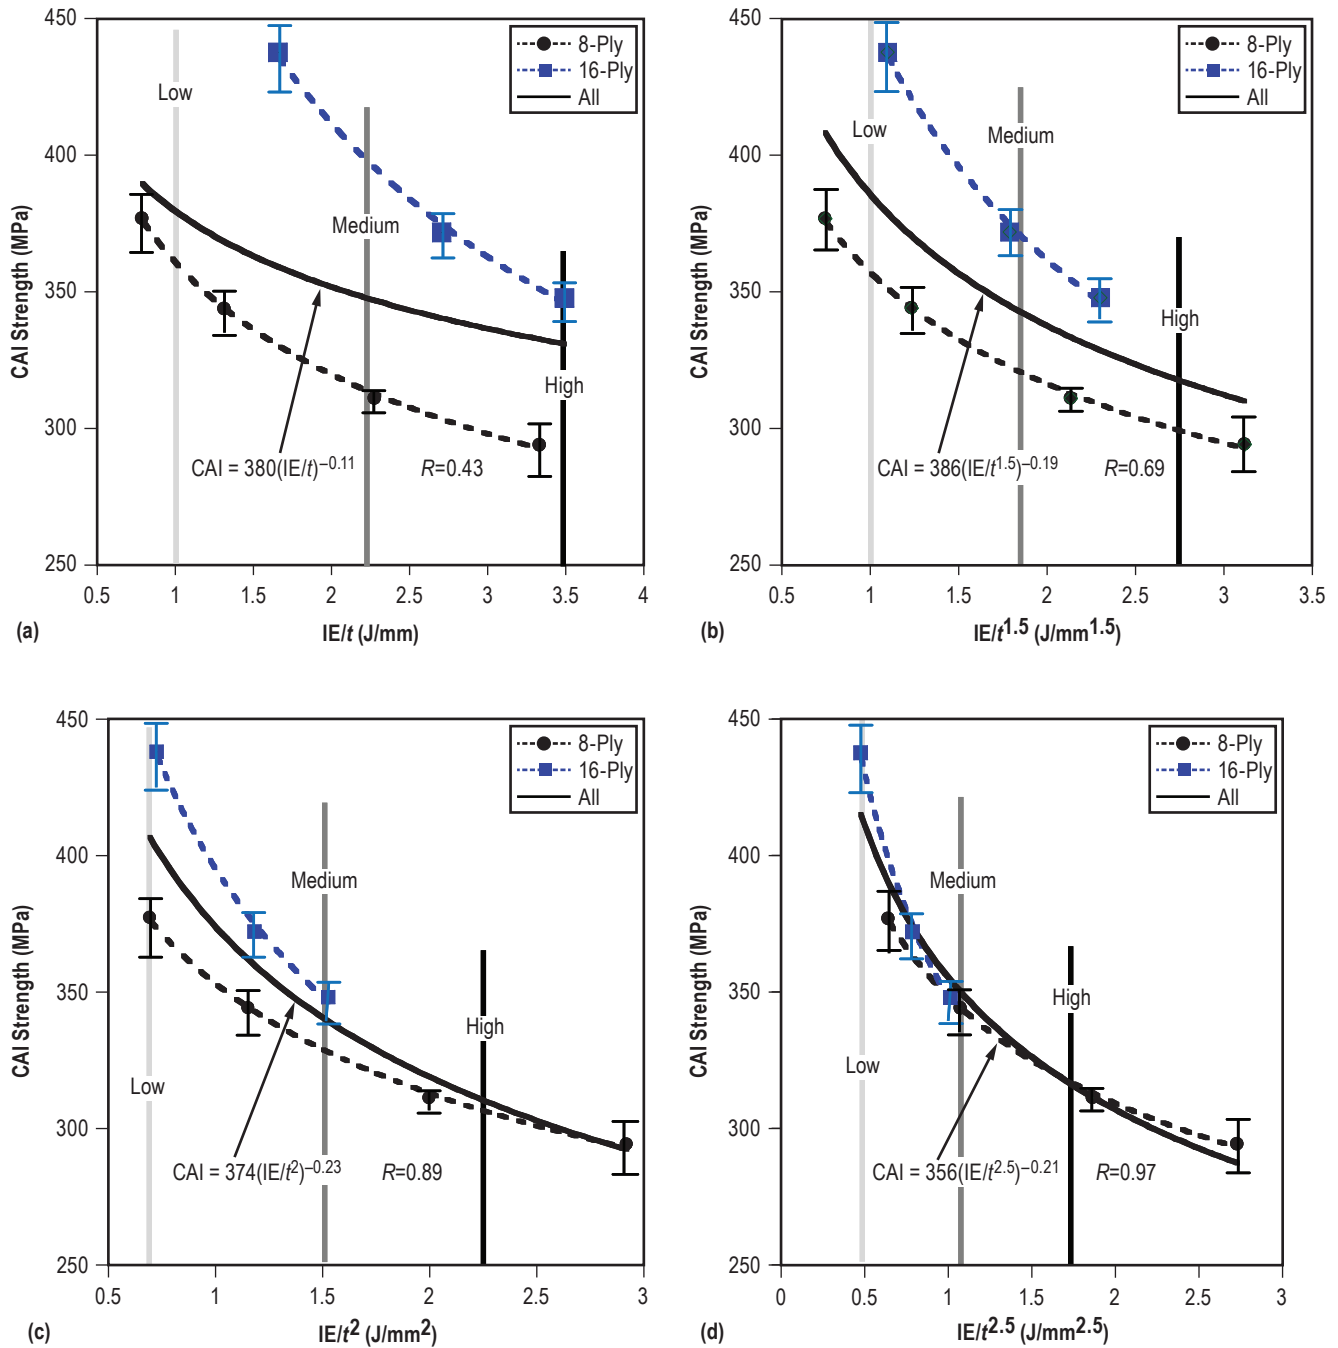 450
400
350
300
250
CAI Strength (MPa)
8-Ply
16-Ply
All
Low
Medium
High
CAI = 380(IE/t)–0.11
R=0.43
0.5 1 1.5 2 2.5 3 3.5 4
(a)
IE/t (J/mm)
450
400
350
300
250
CAI Strength (MPa)
8-Ply
16-Ply
All
Low
Medium
High
CAI = 386(IE/t1.5)–0.19
R=0.69
0.5 1 1.5 2 2.5 3 3.5
(b)
IE/t1.5 (J/mm1.5)
450
400
350
300
250
CAI Strength (MPa)
8-Ply
16-Ply
All
Medium
High
Low
CAI = 374(IE/t2)–0.23
R=0.89
0.5 1 1.5 2 2.5 3
(c)
IE/t2 (J/mm2)
450
400
350
300
250
CAI Strength (MPa)
8-Ply
16-Ply
All
Medium
High
Low
CAI = 356(IE/t2.5)–0.21
R=0.97
0 0.5 1 1.5 2 2.5 3
(d)
IE/t2.5 (J/mm2.5)